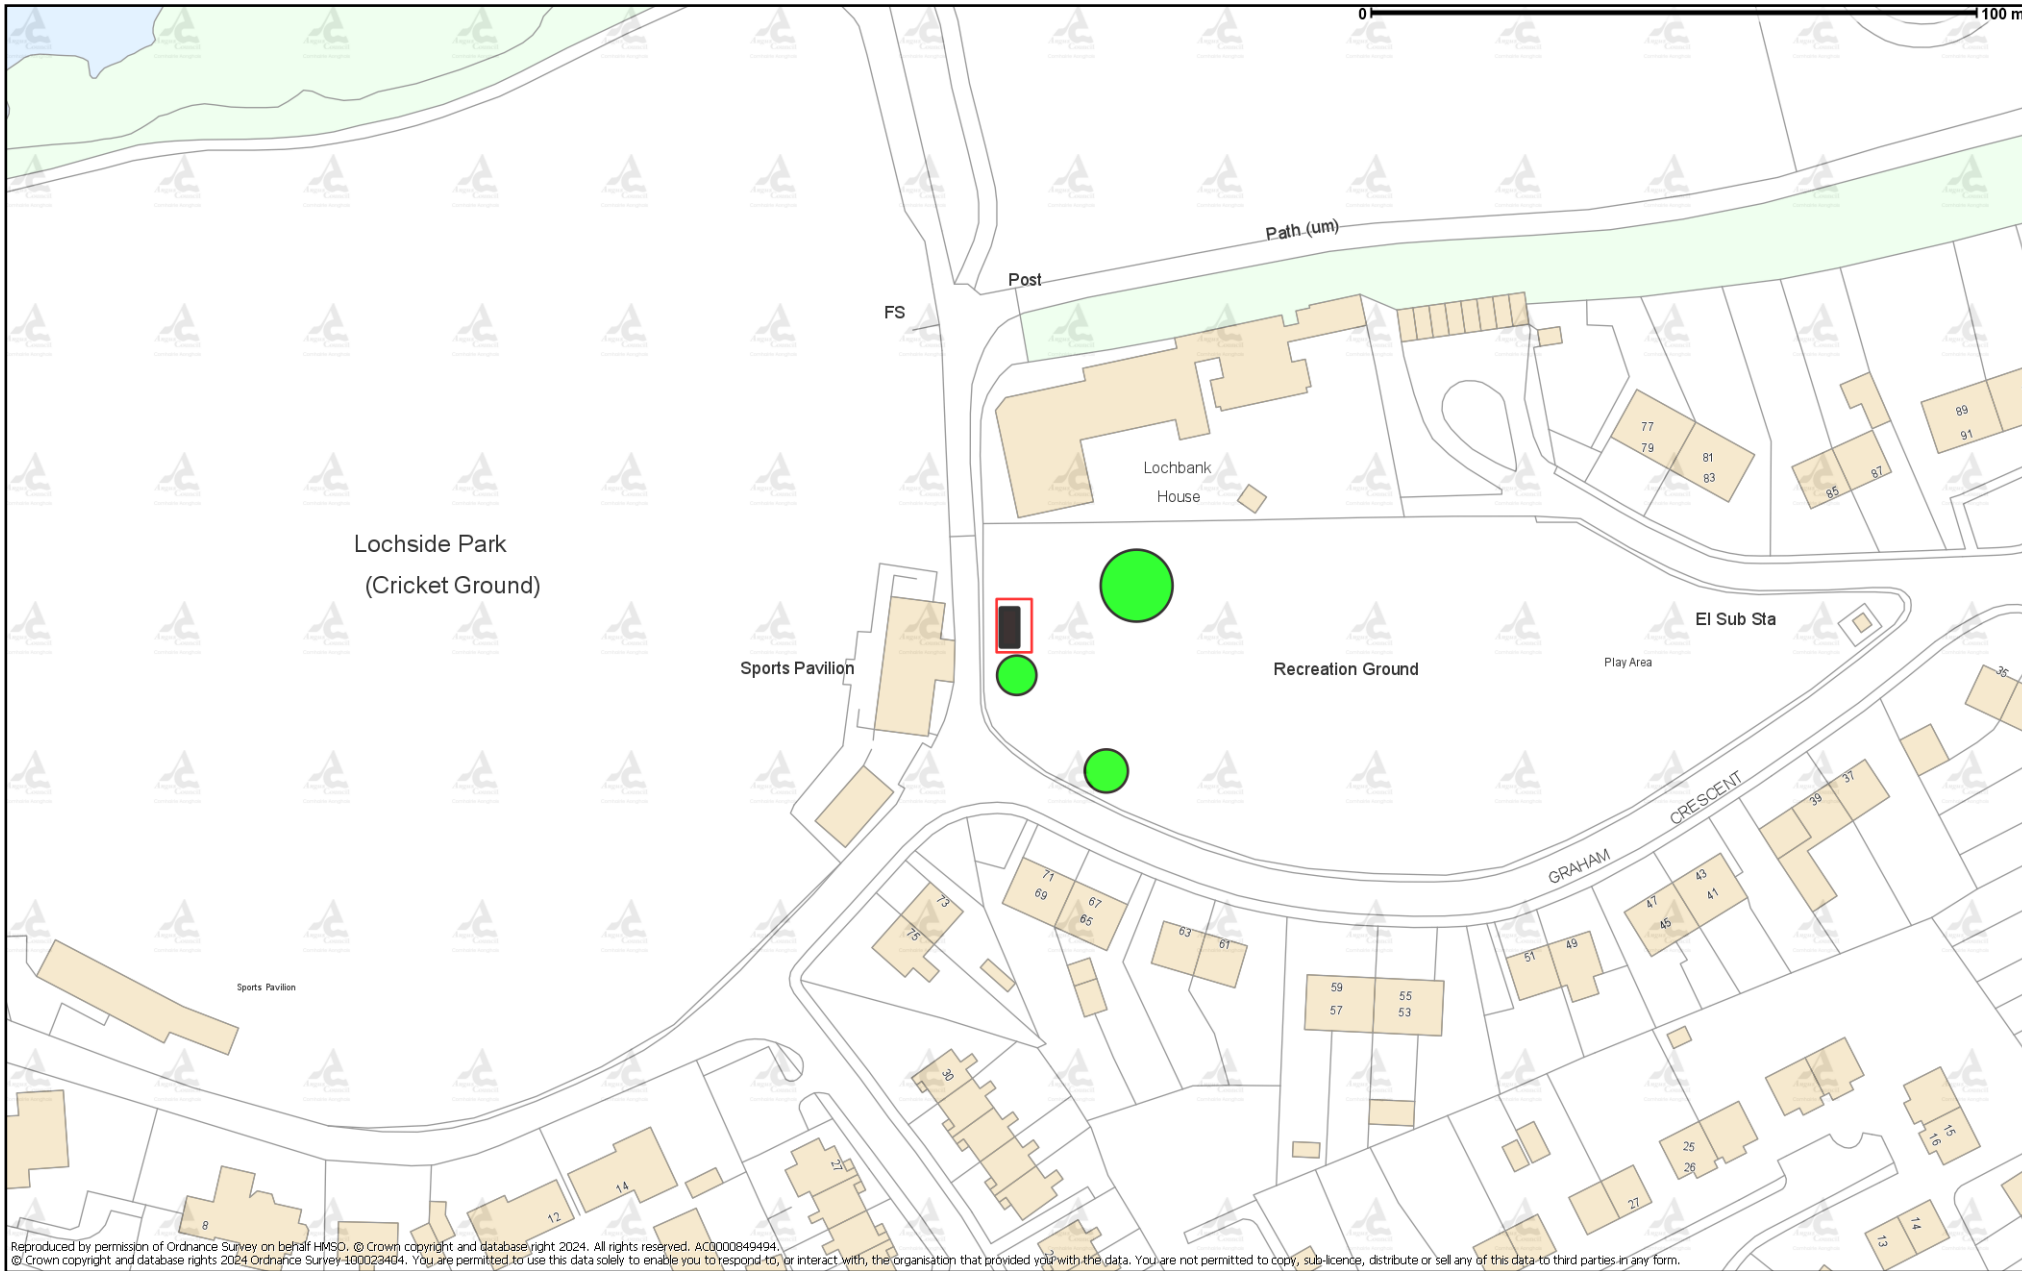 0 100 m
Path (um)
Post
FS
Lochbank
House
Lochside Park
(Cricket Ground)
Sports Pavilion
El Sub Sta
Play Area
Recreation Ground
GRAHAM CRESCENT
Sports Pavilion
77
79
81
83
85
87
89
91
35
37
39
43
41
47
45
49
51
55
53
59
57
61
63
67
65
71
69
73
75
30
27
14
12
8
25
26
27
15
16
14
13
Reproduced by permission of Ordnance Survey on behalf HMSO. © Crown copyright and database right 2024. All rights reserved. AC0000849494.
© Crown copyright and database rights 2024 Ordnance Survey 100023404. You are permitted to use this data solely to enable you to respond to, or interact with, the organisation that provided you with the data. You are not permitted to copy, sub-licence, distribute or sell any of this data to third parties in any form.